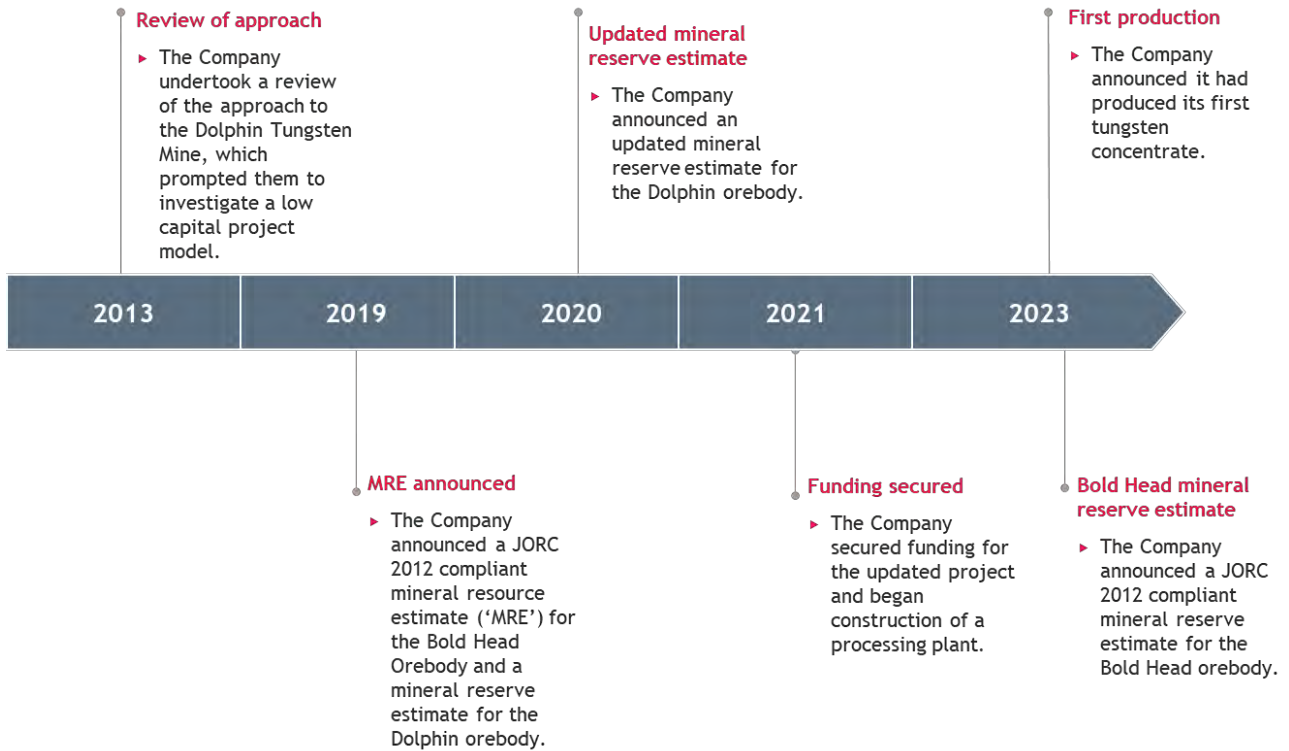 Review of approach
► The Company
undertook a review
of the approach to
the Dolphin Tungsten
Mine, which
prompted them to
investigate a low
capital project
model.
Updated mineral
reserve estimate
► The Company
announced an
updated mineral
reserve estimate for
the Dolphin orebody.
First production
► The Company
announced it had
produced its first
tungsten
concentrate.
2013
2019
2020
2021
2023
MRE announced
► The Company
announced a JORC
2012 compliant
mineral resource
estimate (‘MRE’) for
the Bold Head
Orebody and a
mineral reserve
estimate for the
Dolphin orebody.
Funding secured
► The Company
secured funding for
the updated project
and began
construction of a
processing plant.
Bold Head mineral
reserve estimate
► The Company
announced a JORC
2012 compliant
mineral reserve
estimate for the
Bold Head orebody.